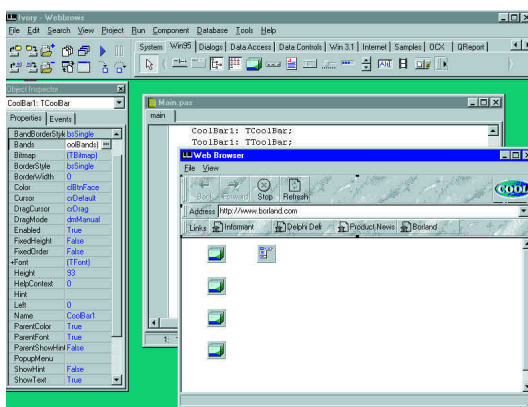 Ivory - Webbrows
File Edit Search View Project Run Component Database Tools Help
System Win95 Dialogs Data Access Data Controls Win 3.1 Internet Samples OCX QReport
Object Inspector
CoolBar1: TCoolBar
Properties Events
BandBorderStyle bsSingle
Bands oolBands)
Bitmap (TBitmap)
BorderStyle bsSingle
BorderWidth 0
Color clBtnFace
Cursor crDefault
DragCursor crDrag
DragMode dmManual
Enabled True
FixedHeight False
FixedOrder False
+Font (TFont)
Height 93
HelpContext 0
Hint
Left 0
Name CoolBar1
ParentColor True
ParentFont True
ParentShowHint False
PopupMenu
ShowHint False
ShowText True
Main.pas
main
CoolBar1: TCoolBar;
ToolBar1: TToolBar;
1:
Web Browser
File View
Back Forward Stop Refresh
COOL
Address http://www.borland.com
Links Informant Delphi Deli Product News Borland